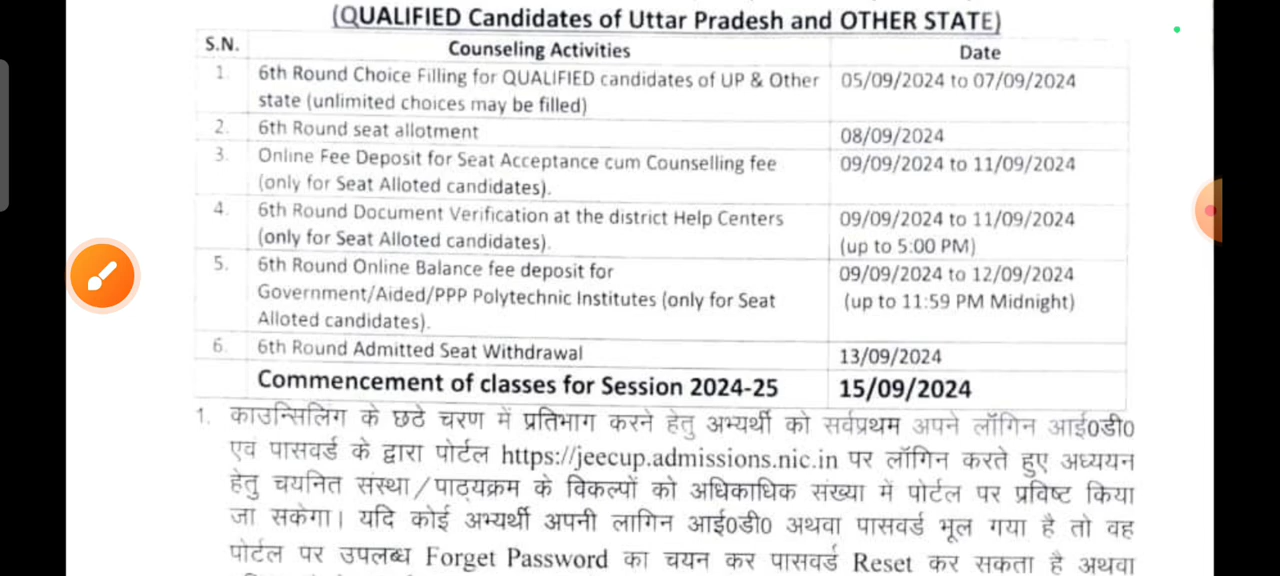 (QUALIFIED Candidates of Uttar Pradesh and OTHER STATE)
S.N. Counseling Activities Date
1. 6th Round Choice Filling for QUALIFIED candidates of UP & Other 05/09/2024 to 07/09/2024
state (unlimited choices may be filled)
2. 6th Round seat allotment 08/09/2024
3. Online Fee Deposit for Seat Acceptance cum Counselling fee 09/09/2024 to 11/09/2024
(only for Seat Alloted candidates).
4. 6th Round Document Verification at the district Help Centers 09/09/2024 to 11/09/2024
(only for Seat Alloted candidates). (up to 5:00 PM)
5. 6th Round Online Balance fee deposit for 09/09/2024 to 12/09/2024
Government/Aided/PPP Polytechnic Institutes (only for Seat (up to 11:59 PM Midnight)
Alloted candidates).
6. 6th Round Admitted Seat Withdrawal 13/09/2024
Commencement of classes for Session 2024-25 15/09/2024
1. काउन्सिलिंग के छठे चरण में प्रतिभाग करने हेतु अभ्यर्थी को सर्वप्रथम अपने लॉगिन आई0डी0
एवं पासवर्ड के द्वारा पोर्टल https://jeecup.admissions.nic.in पर लॉगिन करते हुए अध्ययन
हेतु चयनित संस्था/पाठ्यक्रम के विकल्पों को अधिकाधिक संख्या में पोर्टल पर प्रविष्ट किया
जा सकेगा। यदि कोई अभ्यर्थी अपनी लागिन आई0डी0 अथवा पासवर्ड भूल गया है तो वह
पोर्टल पर उपलब्ध Forget Password का चयन कर पासवर्ड Reset कर सकता है अथवा